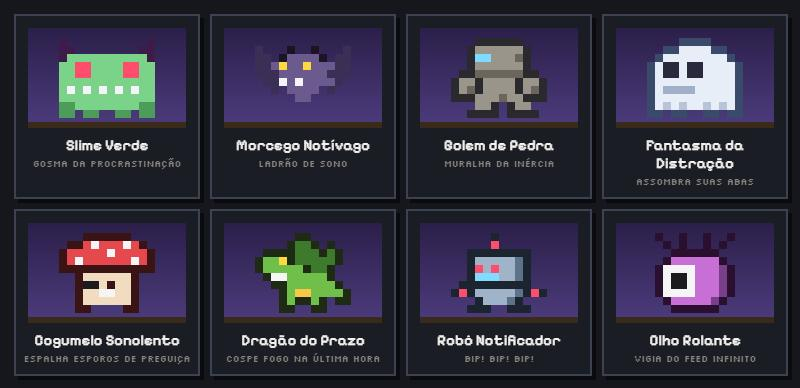 Slime Verde
GOSMA DA PROCRASTINAÇÃO
Morcego Notívago
LADRÃO DE SONO
Golem de Pedra
MURALHA DA INÉRCIA
Fantasma da
Distração
ASSOMBRA SUAS ABAS
Cogumelo Sonolento
ESPALHA ESPOROS DE PREGUIÇA
Dragão do Prazo
COSPE FOGO NA ÚLTIMA HORA
Robô Notificador
BIP! BIP! BIP!
Olho Rolante
VIGIA DO FEED INFINITO